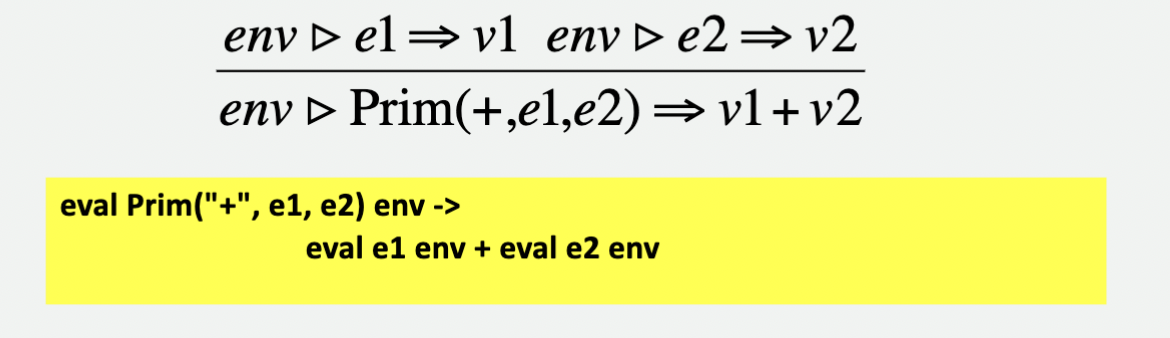 env ⊳ e1 ⟹ v1 env ⊳ e2 ⟹ v2
env ⊳ Prim(+,e1,e2) ⟹ v1 + v2
eval Prim("+", e1, e2) env ->
eval e1 env + eval e2 env